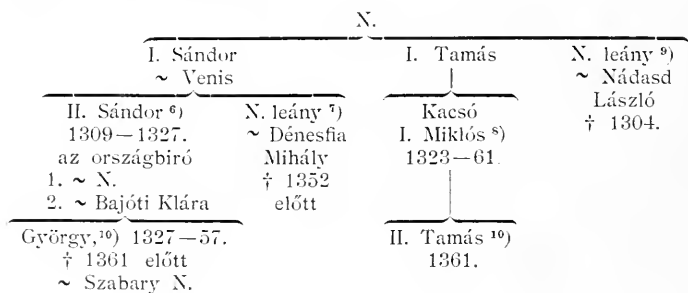 N.
I. Sándor
~ Venis
I. Tamás
N. leány ⁹)
~ Nádasd
László
† 1304.
II. Sándor ⁶)
1309—1327.
az országbiró
1. ~ N.
2. ~ Bajóti Klára
N. leány ⁷)
~ Dénesfia
Mihály
† 1352
előtt
Kacsó
I. Miklós ⁸)
1323—61.
György,¹⁰) 1327—57.
† 1361 előtt
~ Szabary N.
II. Tamás ¹⁰)
1361.